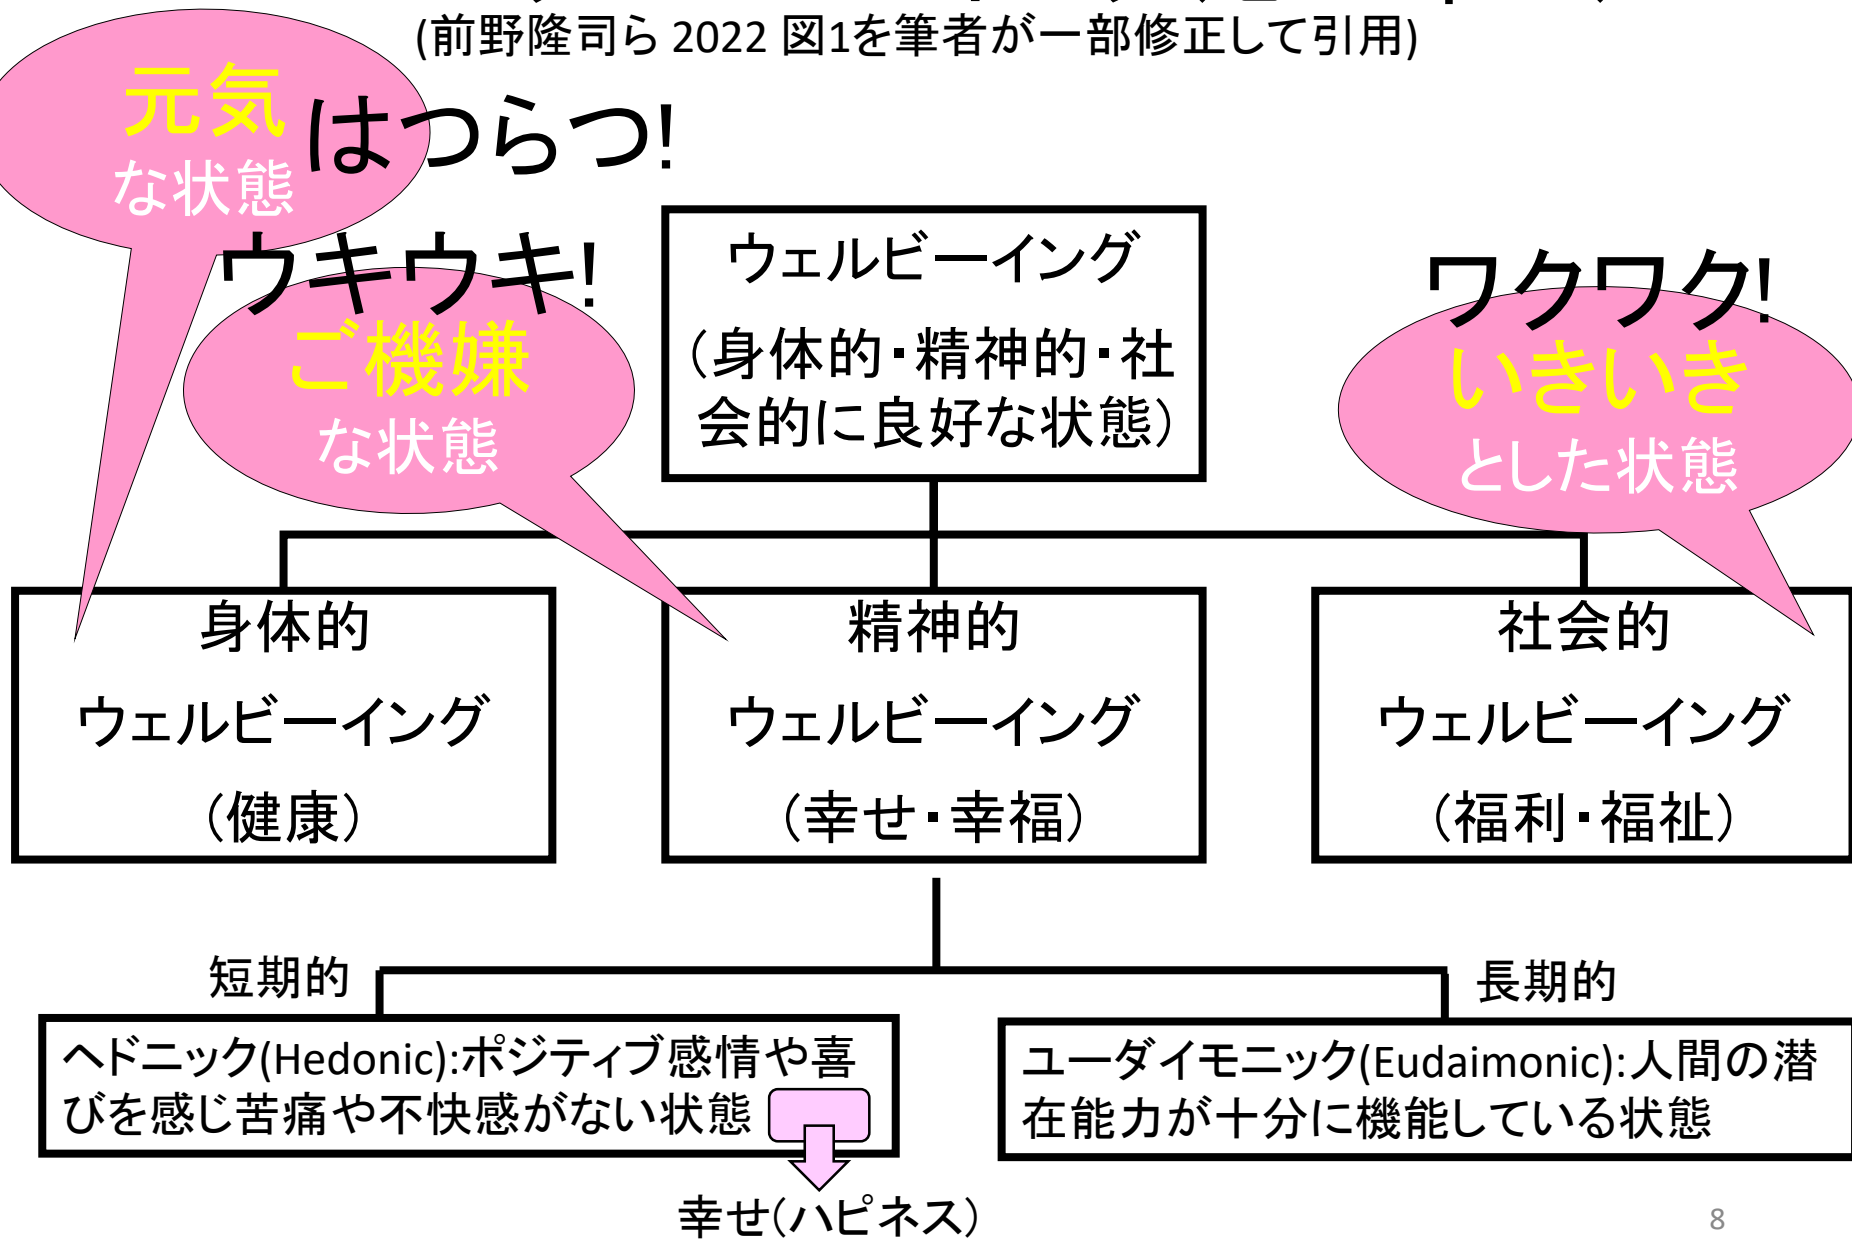 (前野隆司ら 2022 図1を筆者が一部修正して引用)
元気
な状態
はつらつ!
ウキウキ!
ご機嫌
な状態
ワクワク!
いきいき
とした状態
ウェルビーイング
(身体的・精神的・社
会的に良好な状態)
身体的
ウェルビーイング
(健康)
精神的
ウェルビーイング
(幸せ・幸福)
社会的
ウェルビーイング
(福利・福祉)
短期的
長期的
ヘドニック(Hedonic):ポジティブ感情や喜
びを感じ苦痛や不快感がない状態
ユーダイモニック(Eudaimonic):人間の潜
在能力が十分に機能している状態
幸せ(ハピネス)
8